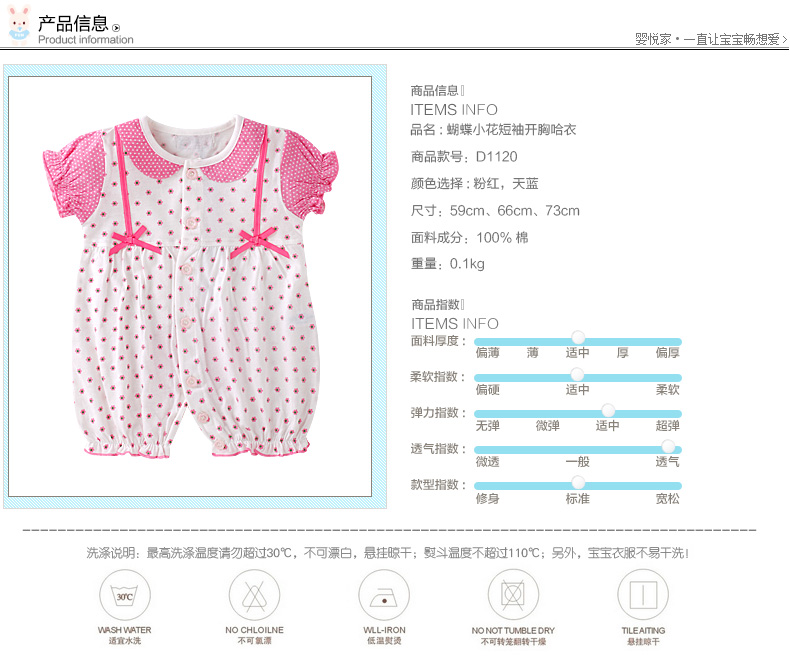 产品信息
Product information
婴悦家·一直让宝宝畅想爱>
商品信息
ITEMS INFO
品名：蝴蝶小花短袖开胸哈衣
商品款号：D1120
颜色选择：粉红，天蓝
尺寸：59cm、66cm、73cm
面料成分：100% 棉
重量：0.1kg
商品指数
ITEMS INFO
面料厚度：
偏薄 薄 适中 厚 偏厚
柔软指数：
偏硬 适中 柔软
弹力指数：
无弹 微弹 适中 超弹
透气指数：
微透 一般 透气
款型指数：
修身 标准 宽松
洗涤说明：最高洗涤温度请勿超过30℃，不可漂白，悬挂晾干；熨斗温度不超过110℃；另外，宝宝衣服不易干洗！
30℃
WASH WATER
适宜水洗
NO CHLOILNE
不可氯漂
WLL-IRON
低温熨烫
NO NOT TUMBLE DRY
不可转笼翻转干燥
TILE AITING
悬挂晾干